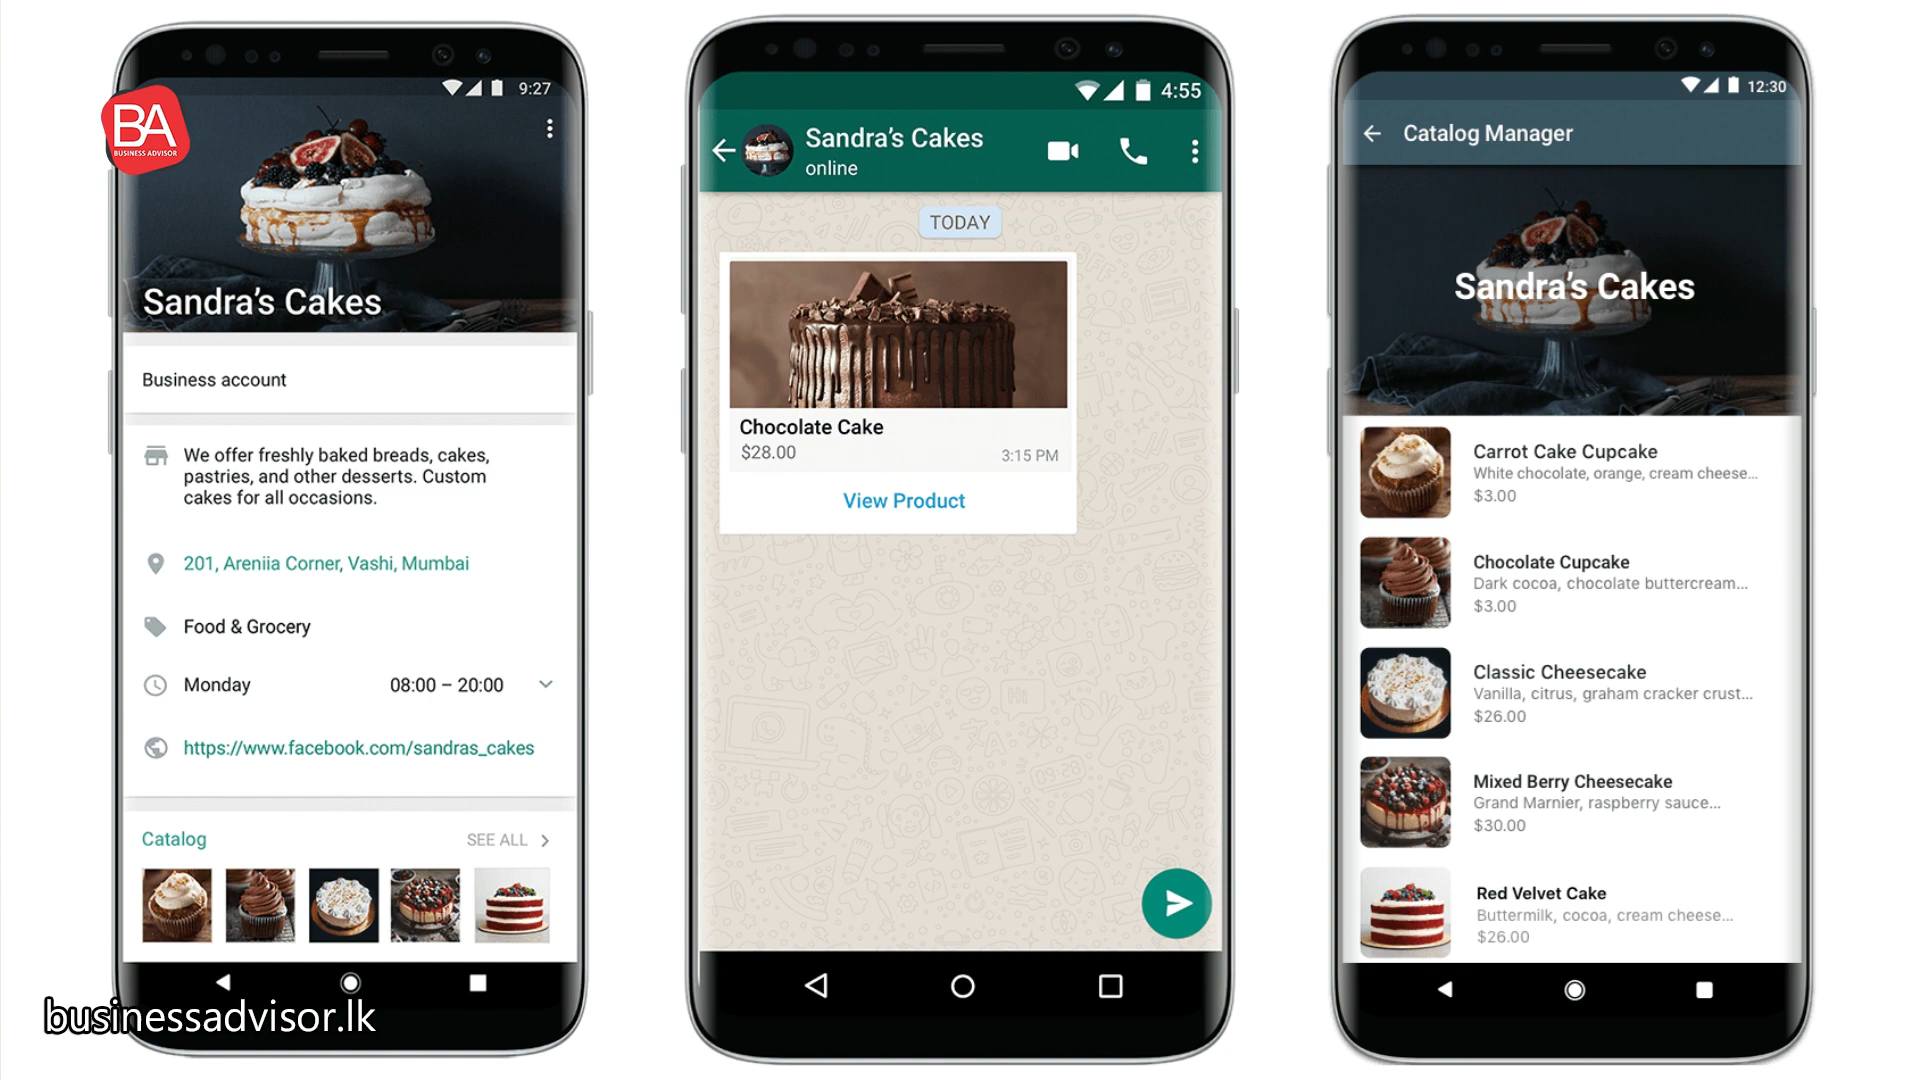 9:27
BA
BUSINESS ADVISOR
Sandra's Cakes
Business account
We offer freshly baked breads, cakes,
pastries, and other desserts. Custom
cakes for all occasions.
201, Areniia Corner, Vashi, Mumbai
Food & Grocery
Monday 08:00 – 20:00
https://www.facebook.com/sandras_cakes
Catalog SEE ALL
businessadvisor.lk
4:55
Sandra's Cakes
online
TODAY
Chocolate Cake
$28.00 3:15 PM
View Product
12:30
Catalog Manager
Sandra's Cakes
Carrot Cake Cupcake
White chocolate, orange, cream cheese...
$3.00
Chocolate Cupcake
Dark cocoa, chocolate buttercream...
$3.00
Classic Cheesecake
Vanilla, citrus, graham cracker crust...
$26.00
Mixed Berry Cheesecake
Grand Marnier, raspberry sauce...
$30.00
Red Velvet Cake
Buttermilk, cocoa, cream cheese...
$26.00